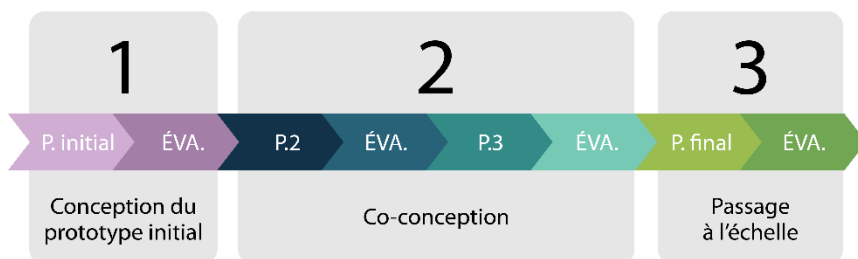 1
2
3
P. initial
ÉVA.
P.2
ÉVA.
P.3
ÉVA.
P. final
ÉVA.
Conception du
prototype initial
Co-conception
Passage
à l'échelle